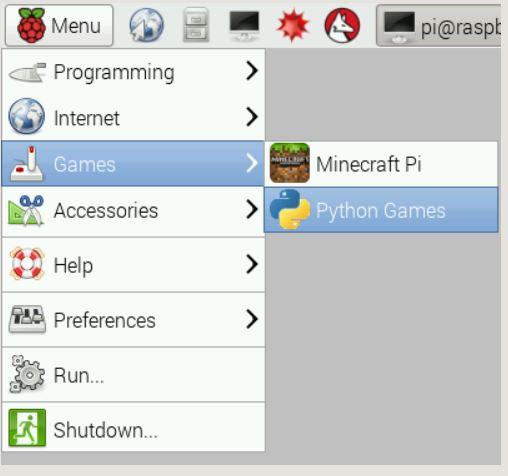 Menu
pi@raspb
Programming
Internet
Games
Minecraft Pi
Accessories
Python Games
Help
Preferences
Run...
Shutdown...